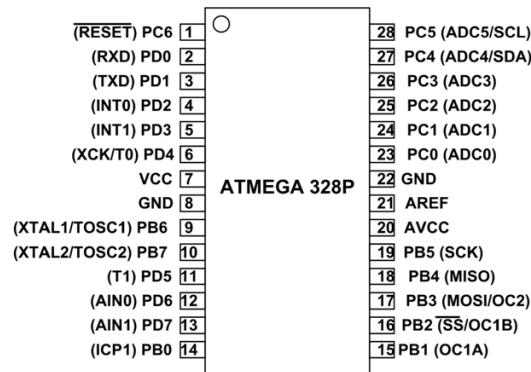 (RESET) PC6 1
(RXD) PD0 2
(TXD) PD1 3
(INT0) PD2 4
(INT1) PD3 5
(XCK/T0) PD4 6
VCC 7
GND 8
(XTAL1/TOSC1) PB6 9
(XTAL2/TOSC2) PB7 10
(T1) PD5 11
(AIN0) PD6 12
(AIN1) PD7 13
(ICP1) PB0 14
ATMEGA 328P
28 PC5 (ADC5/SCL)
27 PC4 (ADC4/SDA)
26 PC3 (ADC3)
25 PC2 (ADC2)
24 PC1 (ADC1)
23 PC0 (ADC0)
22 GND
21 AREF
20 AVCC
19 PB5 (SCK)
18 PB4 (MISO)
17 PB3 (MOSI/OC2)
16 PB2 (SS/OC1B)
15 PB1 (OC1A)